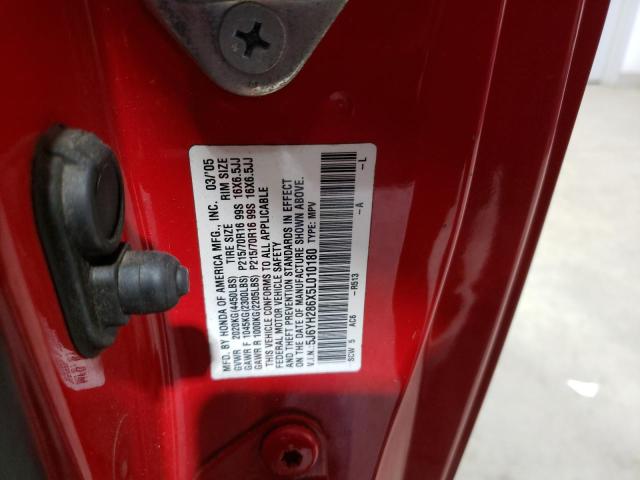 MFD. BY HONDA OF AMERICA MFG., INC. 03/'05
GVWR 2020KG(4450LBS) TIRE SIZE RIM SIZE
GAWR F 1045KG(2300LBS) P215/70R16 99S 16X6.5JJ
GAWR R 1000KG(2205LBS) P215/70R16 99S 16X6.5JJ
THIS VEHICLE CONFORMS TO ALL APPLICABLE
FEDERAL MOTOR VEHICLE SAFETY
AND THEFT PREVENTION STANDARDS IN EFFECT
ON THE DATE OF MANUFACTURE SHOWN ABOVE.
V.I.N.: 5J6YH286X5L010180 TYPE: MPV
SCW 5 AC6 -R513 -A -L